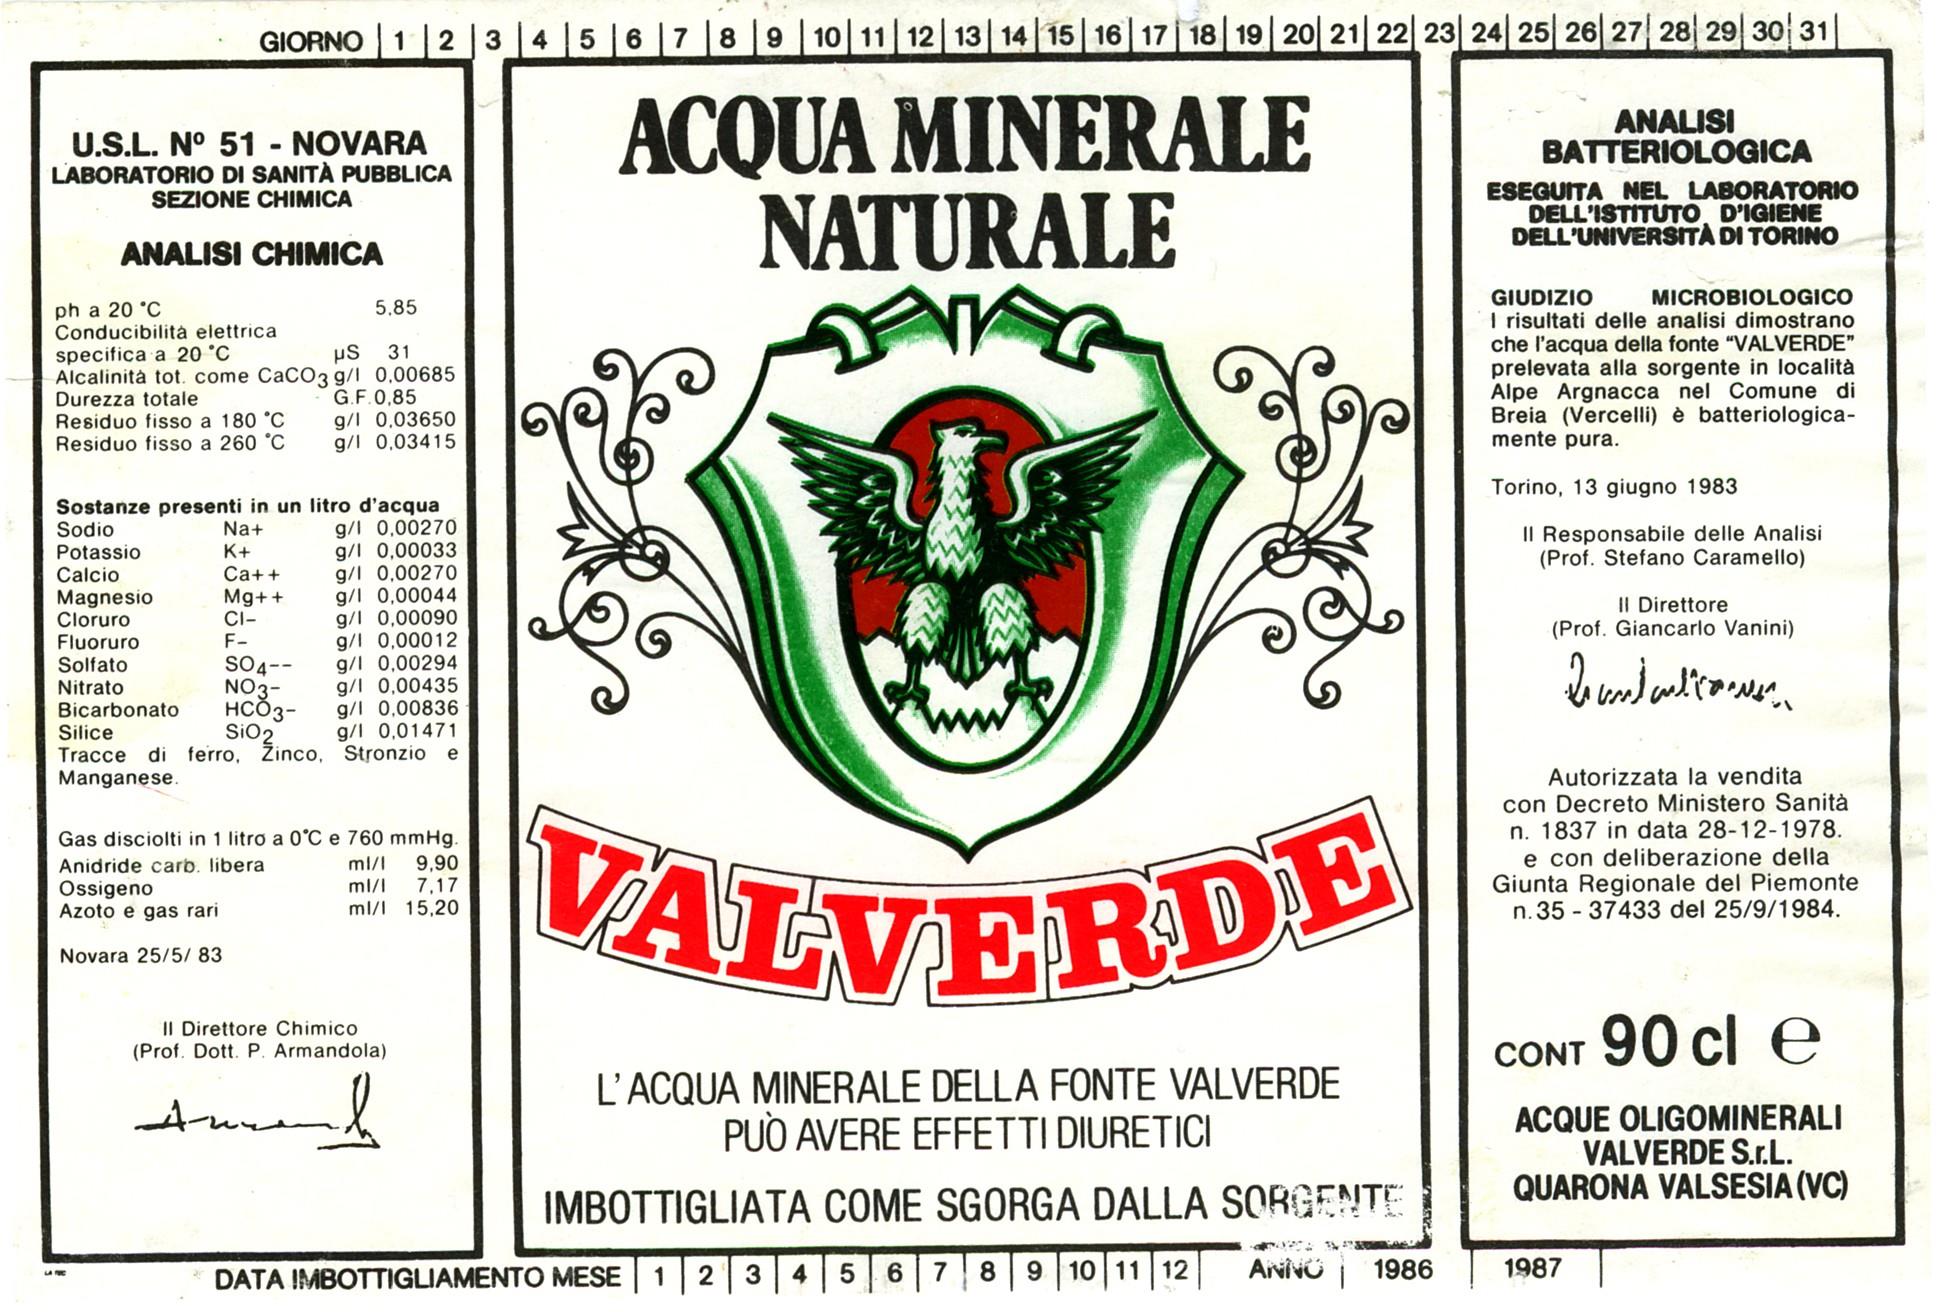 GIORNO 1 2 3 4 5 6 7 8 9 10 11 12 13 14 15 16 17 18 19 20 21 22 23 24 25 26 27 28 29 30 31
U.S.L. Nº 51 - NOVARA
LABORATORIO DI SANITÀ PUBBLICA
SEZIONE CHIMICA
ANALISI CHIMICA
ph a 20 °C 5,85
Conducibilità elettrica
specifica a 20 °C µS 31
Alcalinità tot. come CaCO3 g/l 0,00685
Durezza totale G.F. 0,85
Residuo fisso a 180 °C g/l 0,03650
Residuo fisso a 260 °C g/l 0,03415
Sostanze presenti in un litro d'acqua
Sodio Na+ g/l 0,00270
Potassio K+ g/l 0,00033
Calcio Ca++ g/l 0,00270
Magnesio Mg++ g/l 0,00044
Cloruro Cl- g/l 0,00090
Fluoruro F- g/l 0,00012
Solfato SO4-- g/l 0,00294
Nitrato NO3- g/l 0,00435
Bicarbonato HCO3- g/l 0,00836
Silice SiO2 g/l 0,01471
Tracce di ferro, Zinco, Stronzio e
Manganese.
Gas disciolti in 1 litro a 0°C e 760 mmHg.
Anidride carb. libera ml/l 9,90
Ossigeno ml/l 7,17
Azoto e gas rari ml/l 15,20
Novara 25/5/ 83
Il Direttore Chimico
(Prof. Dott. P. Armandola)
ACQUA MINERALE
NATURALE
VALVERDE
L'ACQUA MINERALE DELLA FONTE VALVERDE
PUÒ AVERE EFFETTI DIURETICI
IMBOTTIGLIATA COME SGORGA DALLA SORGENTE
ANALISI
BATTERIOLOGICA
ESEGUITA NEL LABORATORIO
DELL'ISTITUTO D'IGIENE
DELL'UNIVERSITÀ DI TORINO
GIUDIZIO MICROBIOLOGICO
I risultati delle analisi dimostrano
che l'acqua della fonte "VALVERDE"
prelevata alla sorgente in località
Alpe Argnacca nel Comune di
Breia (Vercelli) è batteriologica-
mente pura.
Torino, 13 giugno 1983
Il Responsabile delle Analisi
(Prof. Stefano Caramello)
Il Direttore
(Prof. Giancarlo Vanini)
Autorizzata la vendita
con Decreto Ministero Sanità
n. 1837 in data 28-12-1978.
e con deliberazione della
Giunta Regionale del Piemonte
n. 35 - 37433 del 25/9/1984.
CONT 90 cl e
ACQUE OLIGOMINERALI
VALVERDE S.r.L.
QUARONA VALSESIA (VC)
DATA IMBOTTIGLIAMENTO MESE 1 2 3 4 5 6 7 8 9 10 11 12 ANNO 1986 1987